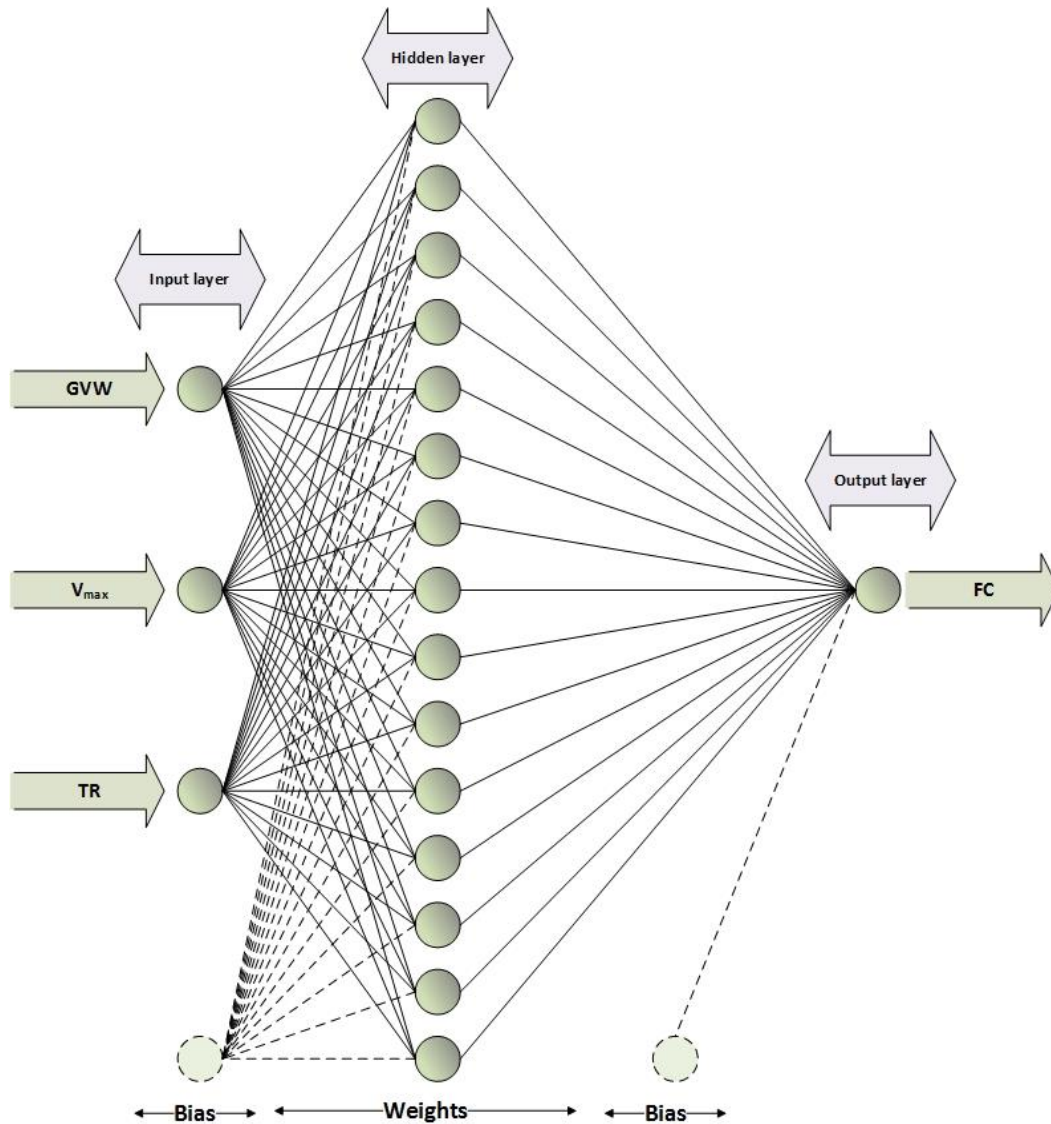 Hidden layer
Input layer
GVW
Output layer
Vmax
FC
TR
Bias
Weights
Bias